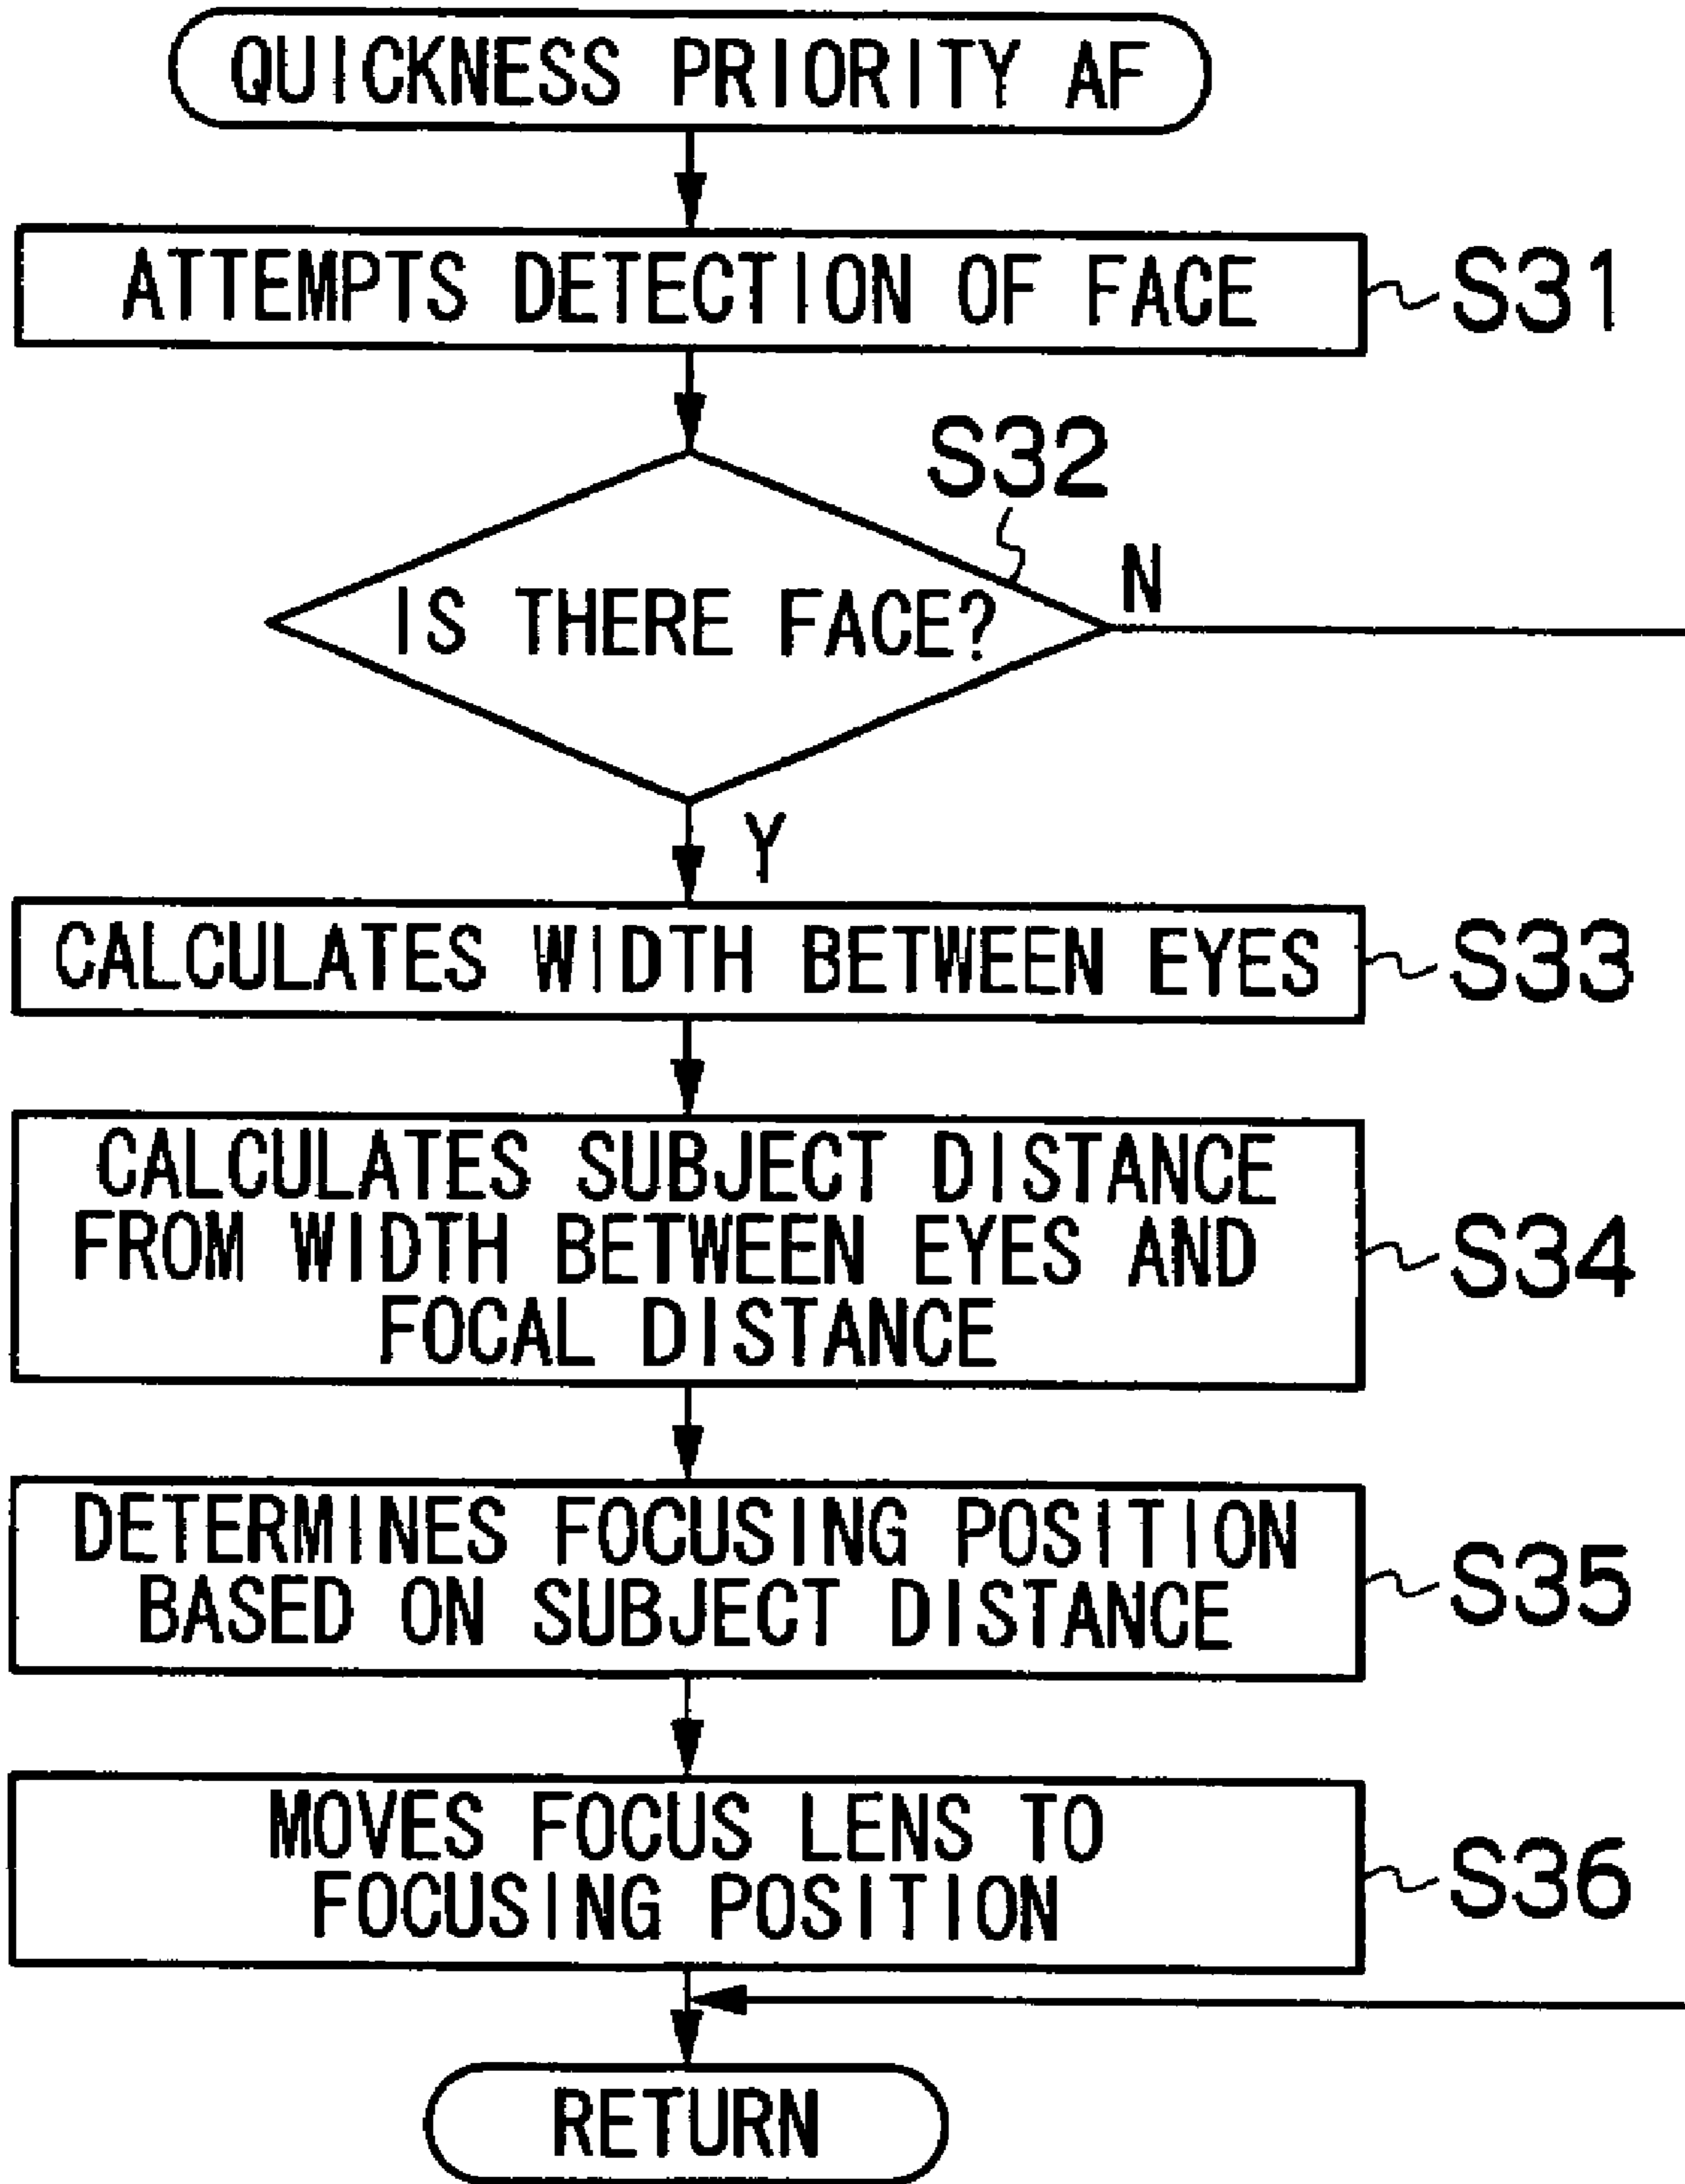 QUICKNESS PRIORITY AF
ATTEMPTS DETECTION OF FACE
S31
S32
IS THERE FACE?
N
Y
CALCULATES WIDTH BETWEEN EYES
S33
CALCULATES SUBJECT DISTANCE
FROM WIDTH BETWEEN EYES AND
FOCAL DISTANCE
S34
DETERMINES FOCUSING POSITION
BASED ON SUBJECT DISTANCE
S35
MOVES FOCUS LENS TO
FOCUSING POSITION
S36
RETURN